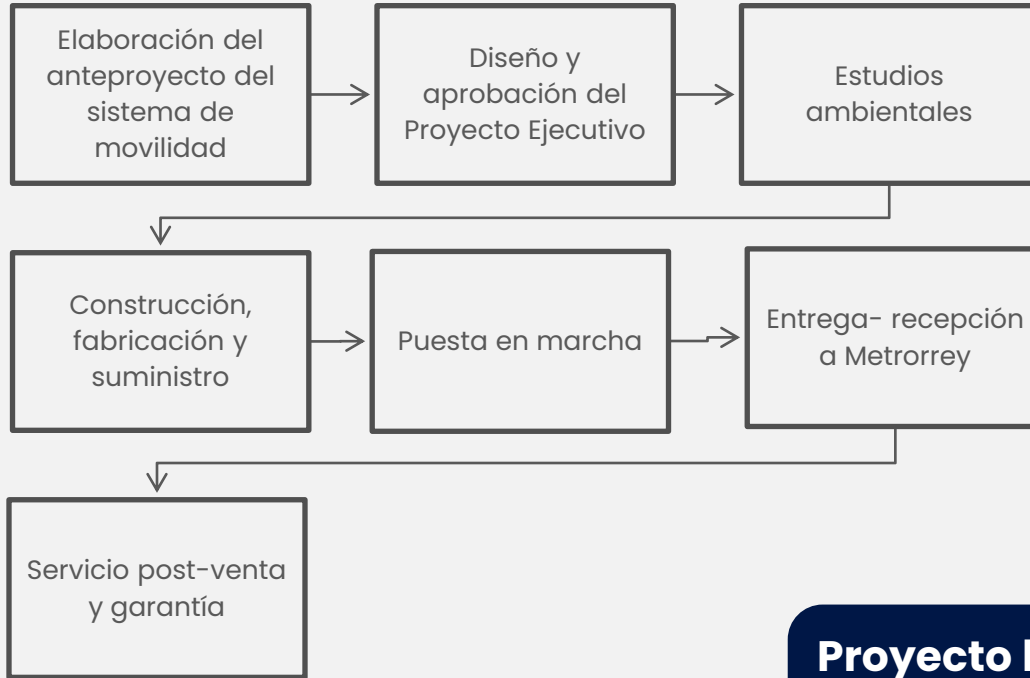 Elaboración del
anteproyecto del
sistema de
movilidad
Diseño y
aprobación del
Proyecto Ejecutivo
Estudios
ambientales
Construcción,
fabricación y
suministro
Puesta en marcha
Entrega- recepción
a Metrorrey
Servicio post-venta
y garantía
Proyecto